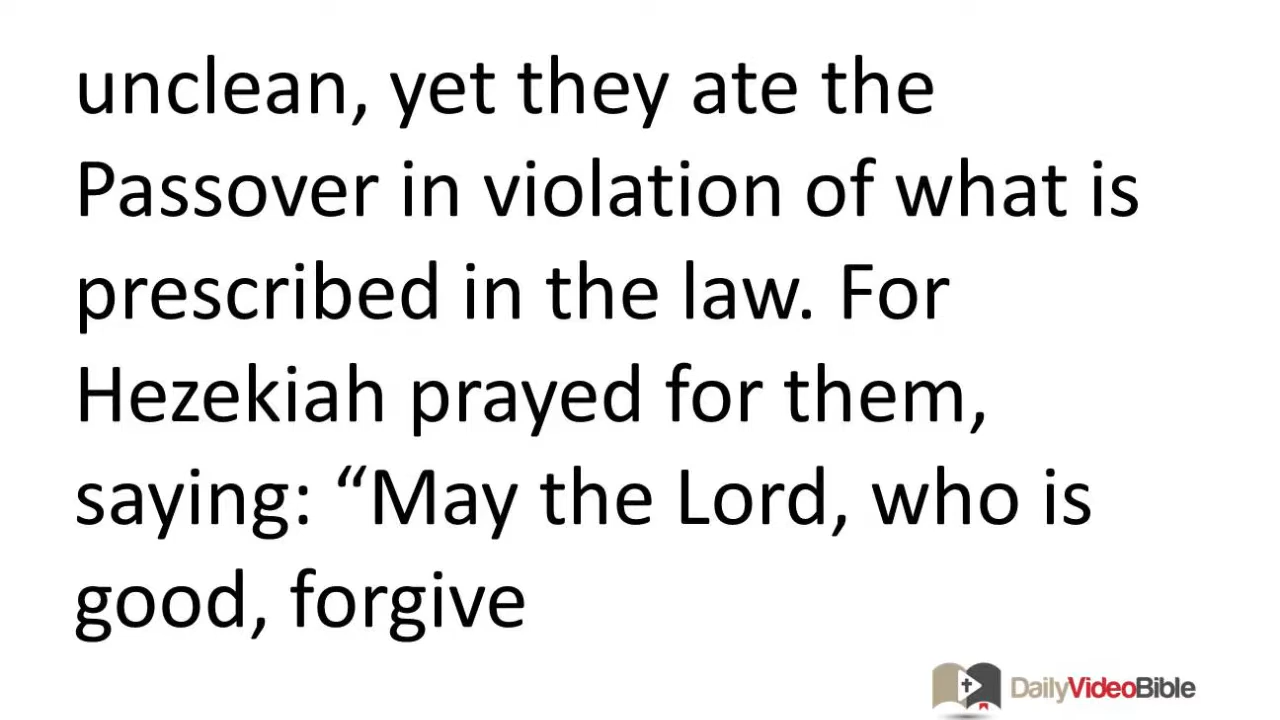 unclean, yet they ate the
Passover in violation of what is
prescribed in the law. For
Hezekiah prayed for them,
saying: “May the Lord, who is
good, forgive
DailyVideoBible